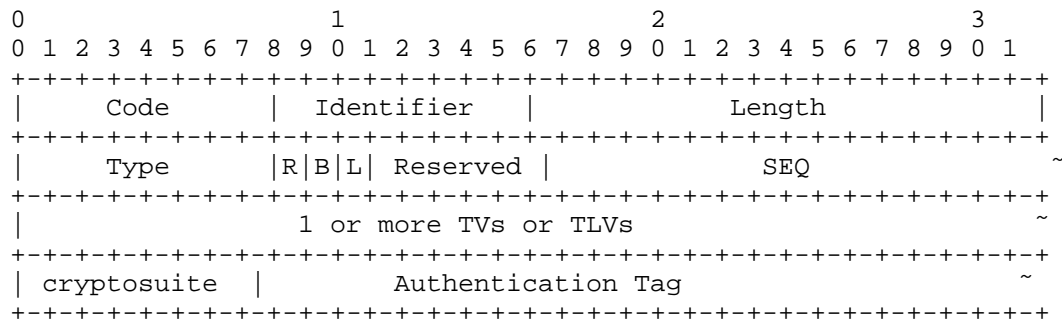 0                   1                   2                   3
0 1 2 3 4 5 6 7 8 9 0 1 2 3 4 5 6 7 8 9 0 1 2 3 4 5 6 7 8 9 0 1
+-+-+-+-+-+-+-+-+-+-+-+-+-+-+-+-+-+-+-+-+-+-+-+-+-+-+-+-+-+-+-+-+
|     Code      |  Identifier   |            Length             |
+-+-+-+-+-+-+-+-+-+-+-+-+-+-+-+-+-+-+-+-+-+-+-+-+-+-+-+-+-+-+-+-+
|     Type      |R|B|L| Reserved |             SEQ               ~
+-+-+-+-+-+-+-+-+-+-+-+-+-+-+-+-+-+-+-+-+-+-+-+-+-+-+-+-+-+-+-+-+
|                 1 or more TVs or TLVs                         ~
+-+-+-+-+-+-+-+-+-+-+-+-+-+-+-+-+-+-+-+-+-+-+-+-+-+-+-+-+-+-+-+-+
| cryptosuite  |        Authentication Tag                     ~
+-+-+-+-+-+-+-+-+-+-+-+-+-+-+-+-+-+-+-+-+-+-+-+-+-+-+-+-+-+-+-+-+